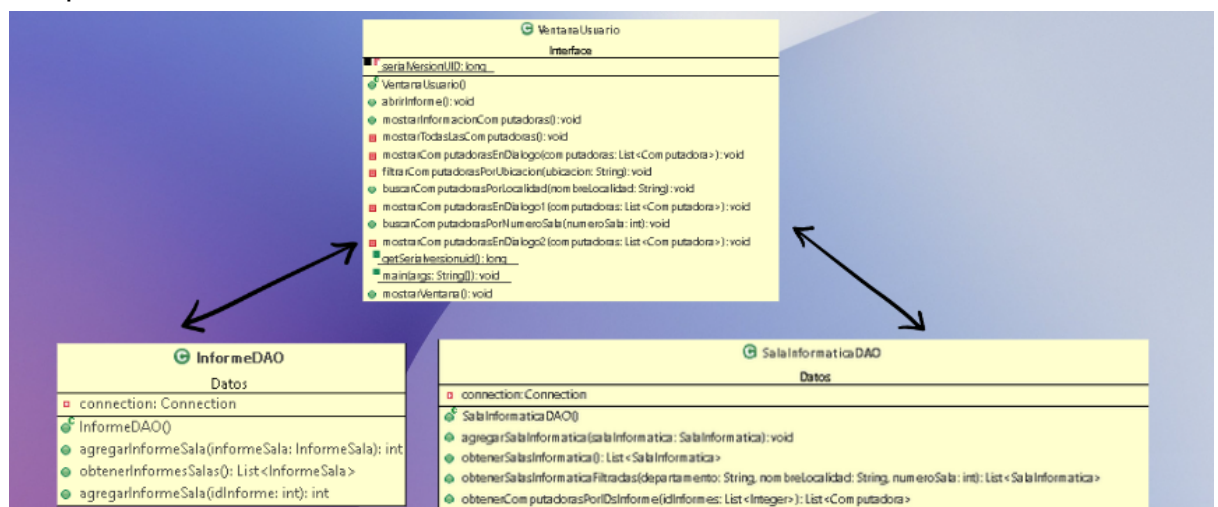 VentanaUsuario
Interface
serialVersionUID: long
VentanaUsuario()
abrirInforme(): void
mostrarInformacionComputadoras(): void
mostrarTodasLasComputadoras(): void
mostrarComputadorasEnDialogo(computadoras: List<Computadora>): void
filtrarComputadorasPorUbicacion(ubicacion: String): void
buscarComputadorasPorLocalidad(nombreLocalidad: String): void
mostrarComputadorasEnDialogo1(computadoras: List<Computadora>): void
buscarComputadorasPorNumeroSala(numeroSala: int): void
mostrarComputadorasEnDialogo2(computadoras: List<Computadora>): void
getSerialversionuid(): long
main(args: String[]): void
mostrarVentana(): void
InformeDAO
Datos
connection: Connection
InformeDAO()
agregarInformeSala(informeSala: InformeSala): int
obtenerInformesSalas(): List<InformeSala>
agregarInformeSala(idInforme: int): int
SalaInformaticaDAO
Datos
connection: Connection
SalaInformaticaDAO()
agregarSalaInformatica(salaInformatica: SalaInformatica): void
obtenerSalasInformatica(): List<SalaInformatica>
obtenerSalasInformaticaFiltradas(departamento: String, nombreLocalidad: String, numeroSala: int): List<SalaInformatica>
obtenerComputadorasPorIDsInforme(idInformes: List<Integer>): List<Computadora>